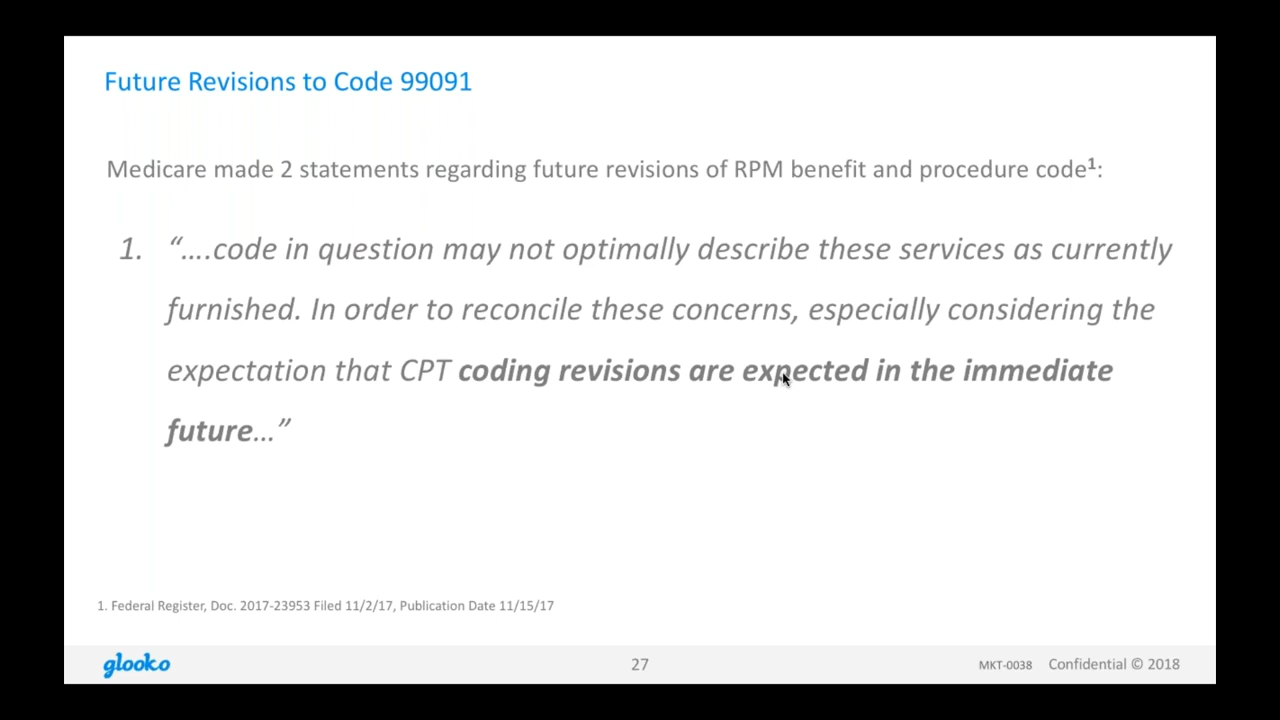 Future Revisions to Code 99091
Medicare made 2 statements regarding future revisions of RPM benefit and procedure code¹:
1. “….code in question may not optimally describe these services as currently
furnished. In order to reconcile these concerns, especially considering the
expectation that CPT coding revisions are expected in the immediate
future…”
1. Federal Register, Doc. 2017-23953 Filed 11/2/17, Publication Date 11/15/17
glooko 27 MKT-0038 Confidential © 2018